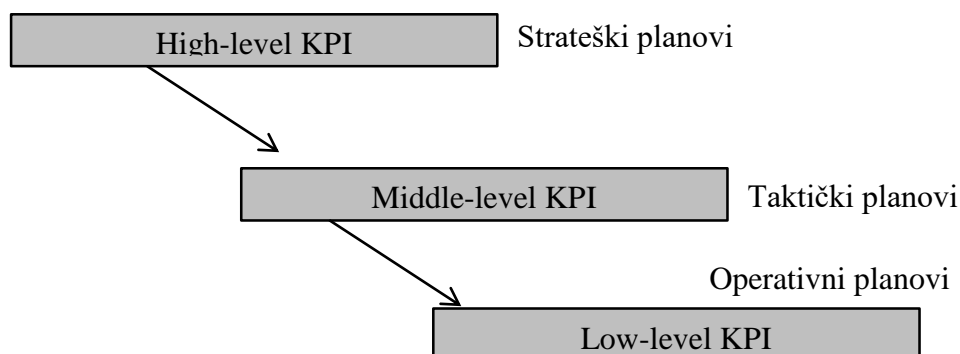 High-level KPI
Strateški planovi
Middle-level KPI
Taktički planovi
Operativni planovi
Low-level KPI